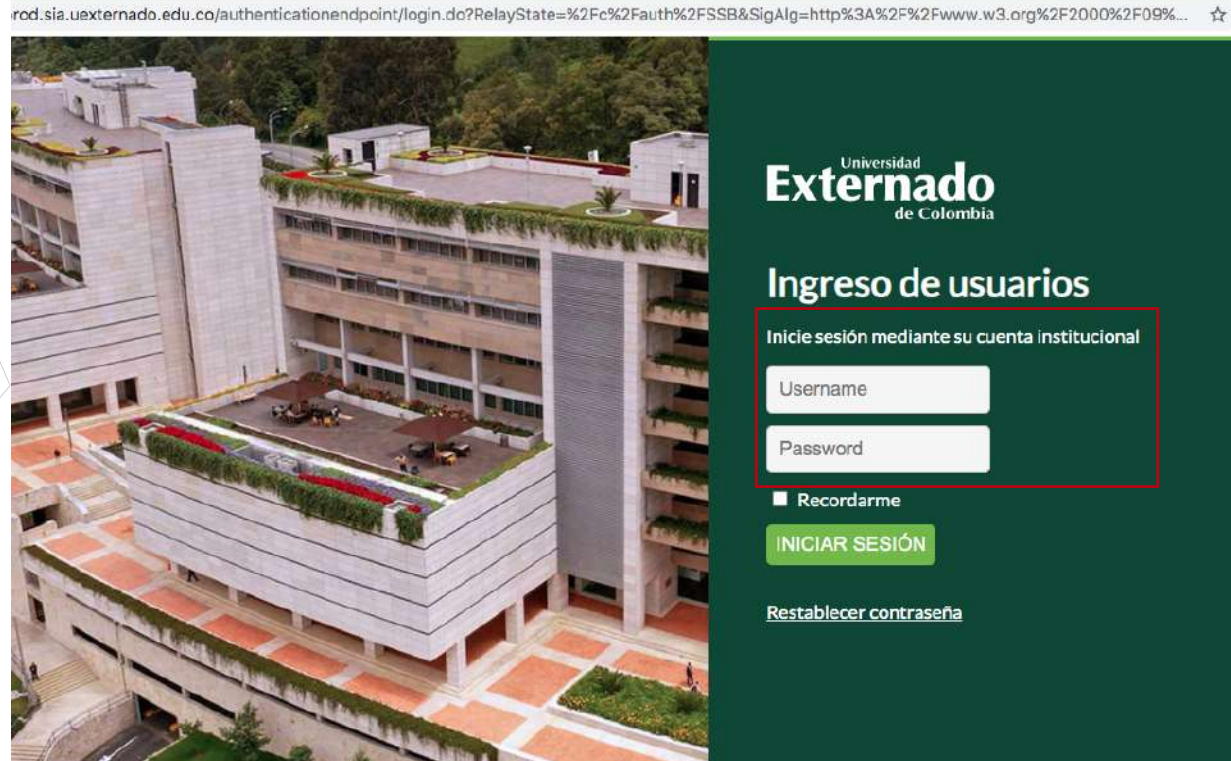 rod.sia.uexternado.edu.co/authenticationendpoint/login.do?RelayState=%2Fc%2Fauth%2FSSB&SigAlg=http%3A%2F%2Fwww.w3.org%2F2000%2F09%...
Universidad
Externado
de Colombia
Ingreso de usuarios
Inicie sesión mediante su cuenta institucional
Username
Password
Recordarme
INICIAR SESIÓN
Restablecer contraseña